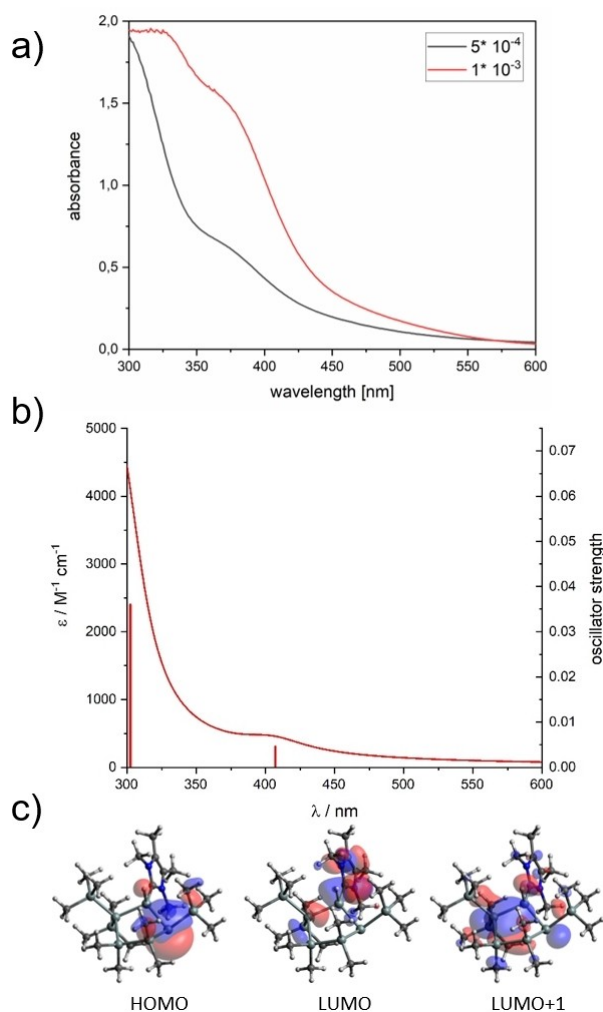 a)
2,0
1,5
1,0
0,5
0,0
absorbance
5* 10⁻⁴
1* 10⁻³
300 350 400 450 500 550 600
wavelength [nm]
b)
5000
4000
3000
2000
1000
0
ε / M⁻¹ cm⁻¹
0.07
0.06
0.05
0.04
0.03
0.02
0.01
0.00
oscillator strength
300 350 400 450 500 550 600
λ / nm
c)
HOMO LUMO LUMO+1